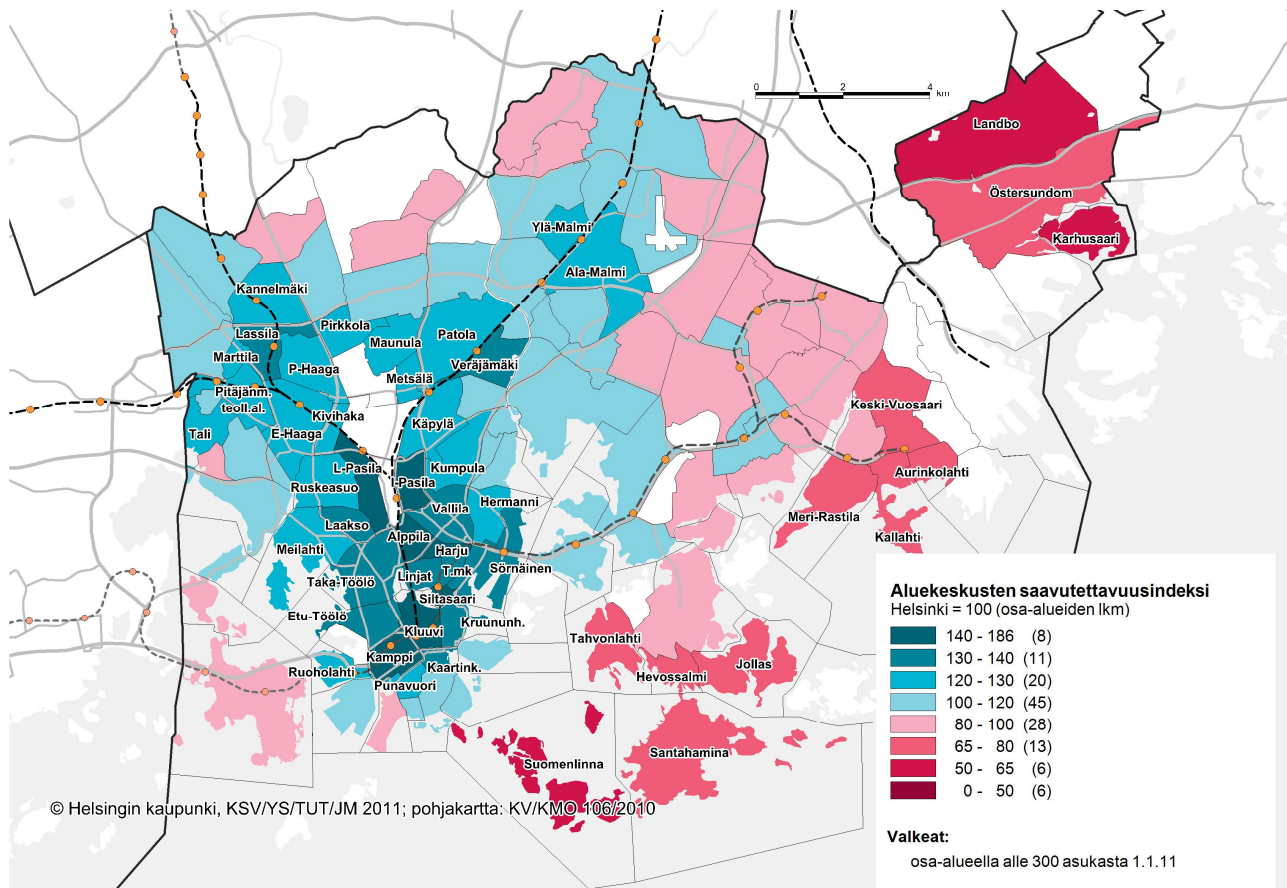 0 2 4
km
Landbo
Östersundom
Karhusaari
Ylä-Malmi
Ala-Malmi
Kannelmäki
Pirkkola
Lassila
Maunula
Patola
Marttila
Veräjämäki
P-Haaga
Metsälä
Pitäjänm.
teoll.al.
Kivihaka
Käpylä
Keski-Vuosaari
Tali
E-Haaga
L-Pasila
Kumpula
Aurinkolahti
I-Pasila
Ruskeasuo
Vallila
Hermanni
Meri-Rastila
Laakso
Alppila
Kallahti
Meilahti
Harju
Linjat
T.mk
Sörnäinen
Taka-Töölö
Siltasaari
Etu-Töölö
Kruununh.
Kluuvi
Tahvonlahti
Kamppi
Jollas
Ruoholahti
Kaartink.
Hevossalmi
Punavuori
Santahamina
Suomenlinna
© Helsingin kaupunki, KSV/YS/TUT/JM 2011; pohjakartta: KV/KMO 106/2010
Aluekeskusten saavutettavuusindeksi
Helsinki = 100 (osa-alueiden lkm)
140 - 186 (8)
130 - 140 (11)
120 - 130 (20)
100 - 120 (45)
80 - 100 (28)
65 - 80 (13)
50 - 65 (6)
0 - 50 (6)
Valkeat:
osa-alueella alle 300 asukasta 1.1.11